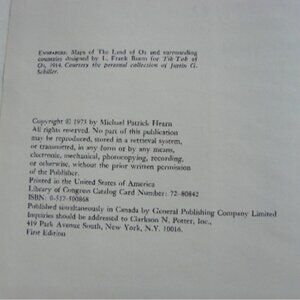 ENDPAPERS: Maps of The Land of Oz and surrounding
countries designed by L. Frank Baum for Tik-Tok of
Oz, 1914. Courtesy the personal collection of Justin G.
Schiller.
Copyright © 1973 by Michael Patrick Hearn
All rights reserved. No part of this publication
may be reproduced, stored in a retrieval system,
or transmitted, in any form or by any means,
electronic, mechanical, photocopying, recording,
or otherwise, without the prior written permission
of the Publisher.
Printed in the United States of America
Library of Congress Catalog Card Number: 72-80842
ISBN: 0-517-500868
Published simultaneously in Canada by General Publishing Company Limited
Inquiries should be addressed to Clarkson N. Potter, Inc.,
419 Park Avenue South, New York, N.Y. 10016.
First Edition